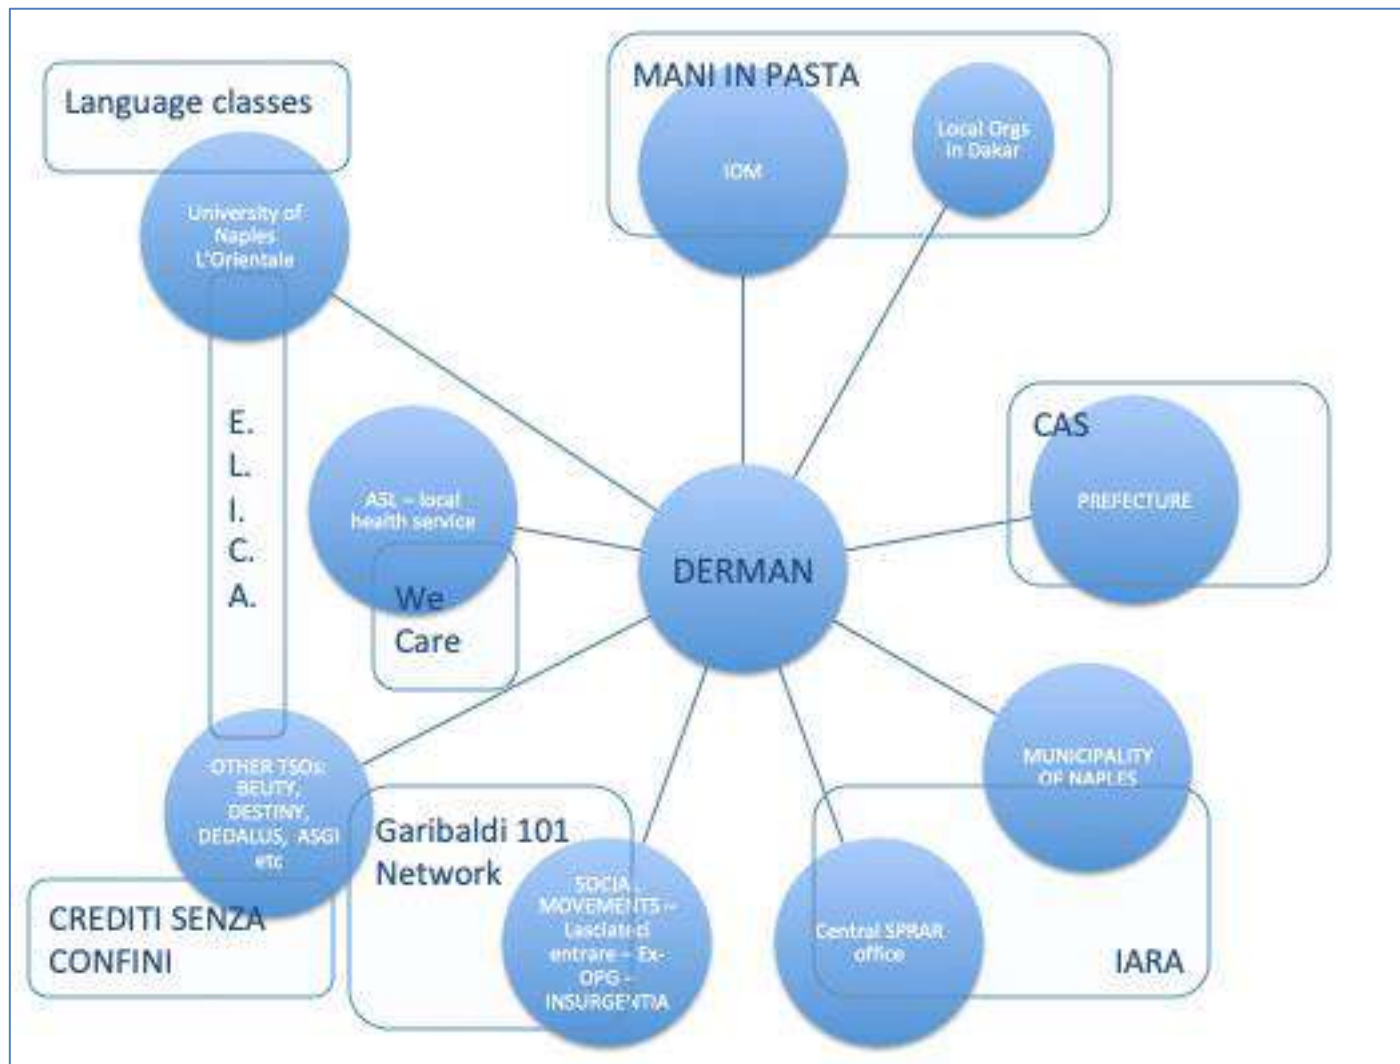 Language classes
University of
Naples
L'Orientale
MANI IN PASTA
IOM
Local Orgs
in Dakar
E.
L.
I.
C.
A.
ASL – local
health service
We
Care
CAS
PREFECTURE
DERMAN
MUNICIPALITY
OF NAPLES
OTHER TSOs:
BEUTY,
DESTINY,
DEDALUS, ASGI
etc
CREDITI SENZA
CONFINI
Garibaldi 101
Network
SOCIAL
MOVEMENTS –
Lasciateci
entrare – Ex-
OPG -
INSURGENTIA
Central SPRAR
office
IARA